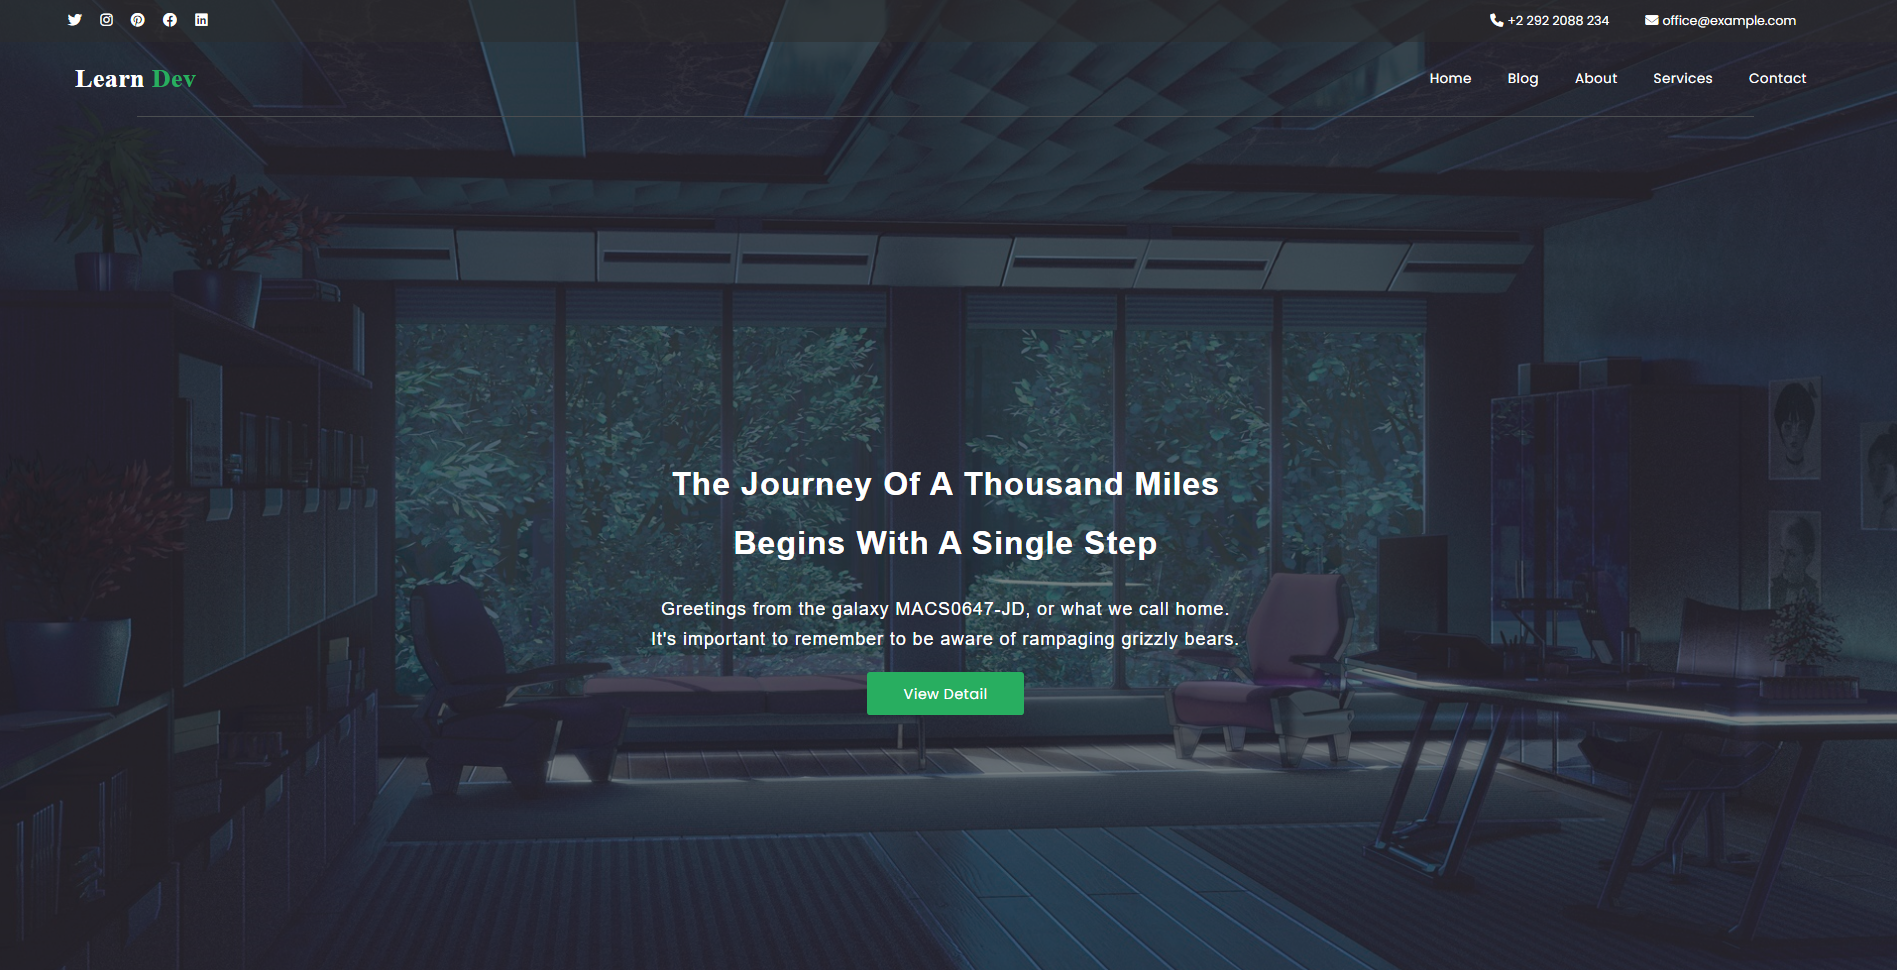 +2 292 2088 234
office@example.com
Learn Dev
Home
Blog
About
Services
Contact
The Journey Of A Thousand Miles
Begins With A Single Step
Greetings from the galaxy MACS0647-JD, or what we call home.
It's important to remember to be aware of rampaging grizzly bears.
View Detail